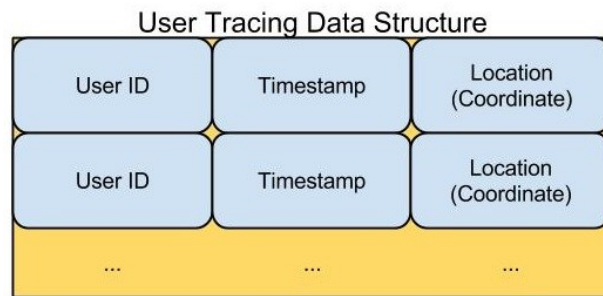 User Tracing Data Structure
User ID Timestamp Location
(Coordinate)
User ID Timestamp Location
(Coordinate)
... ... ...